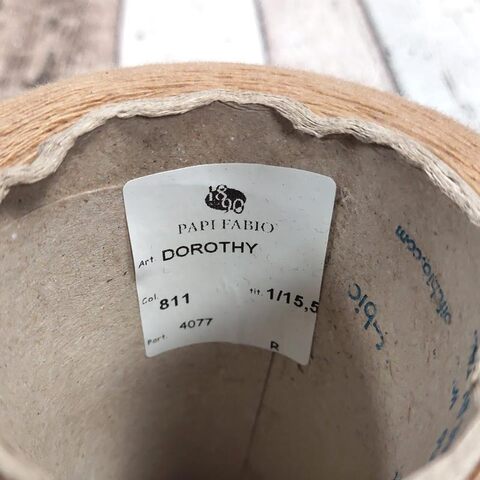 1890
PAPI FABIO
Art. DOROTHY
Col. 811 tit. 1/15,5
Part. 4077 R